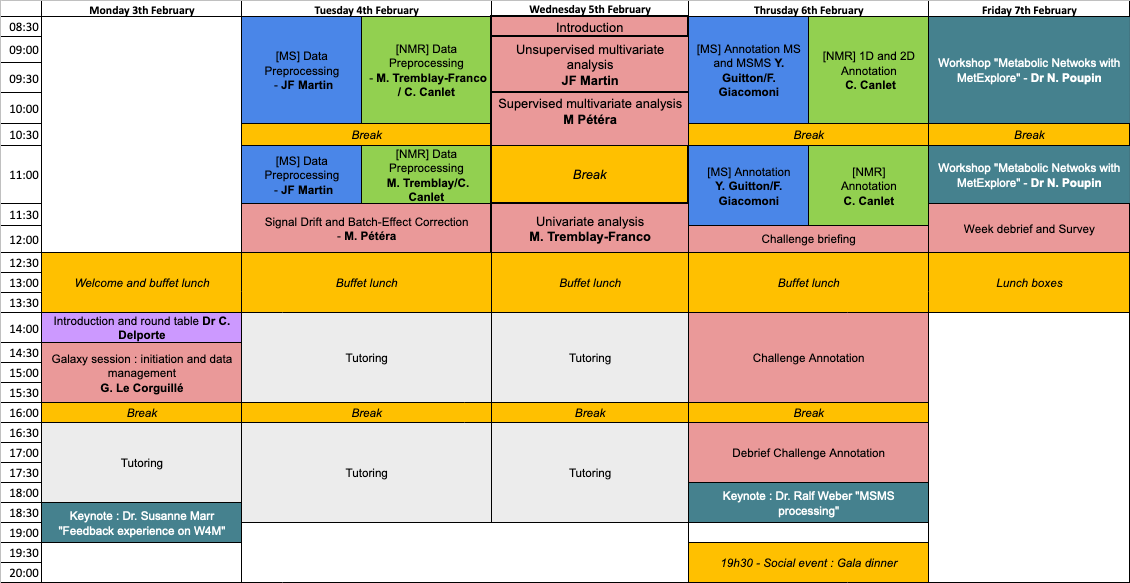 Monday 3th February
Tuesday 4th February
Wednesday 5th February
Thrusday 6th February
Friday 7th February
08:30
09:00
09:30
10:00
10:30
11:00
11:30
12:00
12:30
13:00
13:30
14:00
14:30
15:00
15:30
16:00
16:30
17:00
17:30
18:00
18:30
19:00
19:30
20:00
Welcome and buffet lunch
Introduction and round table Dr C.
Delporte
Galaxy session : initiation and data
management
G. Le Corguillé
Break
Tutoring
Keynote : Dr. Susanne Marr
"Feedback experience on W4M"
[MS] Data
Preprocessing
- JF Martin
[NMR] Data
Preprocessing
- M. Tremblay-Franco
/ C. Canlet
Break
[MS] Data
Preprocessing
- JF Martin
[NMR] Data
Preprocessing
M. Tremblay/C.
Canlet
Signal Drift and Batch-Effect Correction
- M. Pétéra
Buffet lunch
Tutoring
Break
Tutoring
Introduction
Unsupervised multivariate
analysis
JF Martin
Supervised multivariate analysis
M Pétéra
Break
Univariate analysis
M. Tremblay-Franco
Buffet lunch
Tutoring
Break
Tutoring
[MS] Annotation MS
and MSMS Y.
Guitton/F.
Giacomoni
[NMR] 1D and 2D
Annotation
C. Canlet
Break
[MS] Annotation
Y. Guitton/F.
Giacomoni
[NMR]
Annotation
C. Canlet
Challenge briefing
Buffet lunch
Challenge Annotation
Break
Debrief Challenge Annotation
Keynote : Dr. Ralf Weber "MSMS
processing"
19h30 - Social event : Gala dinner
Workshop "Metabolic Netwoks with
MetExplore" - Dr N. Poupin
Break
Workshop "Metabolic Netwoks with
MetExplore" - Dr N. Poupin
Week debrief and Survey
Lunch boxes